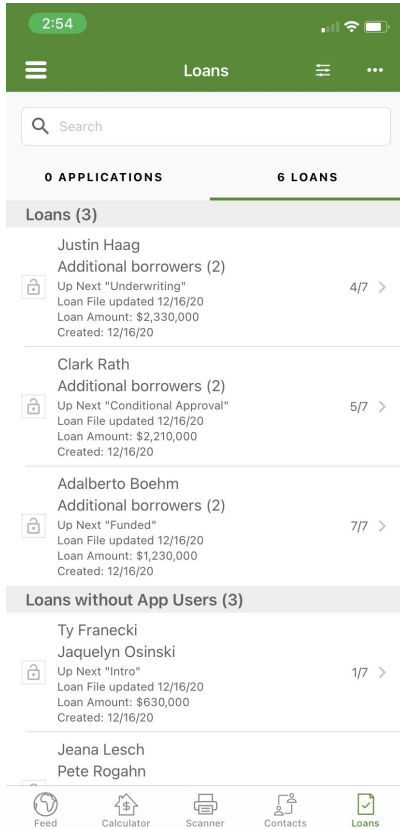 2:54
Loans
Search
0 APPLICATIONS
6 LOANS
Loans (3)
Justin Haag
Additional borrowers (2)
Up Next "Underwriting"
Loan File updated 12/16/20
Loan Amount: $2,330,000
Created: 12/16/20
4/7
Clark Rath
Additional borrowers (2)
Up Next "Conditional Approval"
Loan File updated 12/16/20
Loan Amount: $2,210,000
Created: 12/16/20
5/7
Adalberto Boehm
Additional borrowers (2)
Up Next "Funded"
Loan File updated 12/16/20
Loan Amount: $1,230,000
Created: 12/16/20
7/7
Loans without App Users (3)
Ty Franecki
Jaquelyn Osinski
Up Next "Intro"
Loan File updated 12/16/20
Loan Amount: $630,000
Created: 12/16/20
1/7
Jeana Lesch
Pete Rogahn
Feed
Calculator
Scanner
Contacts
Loans